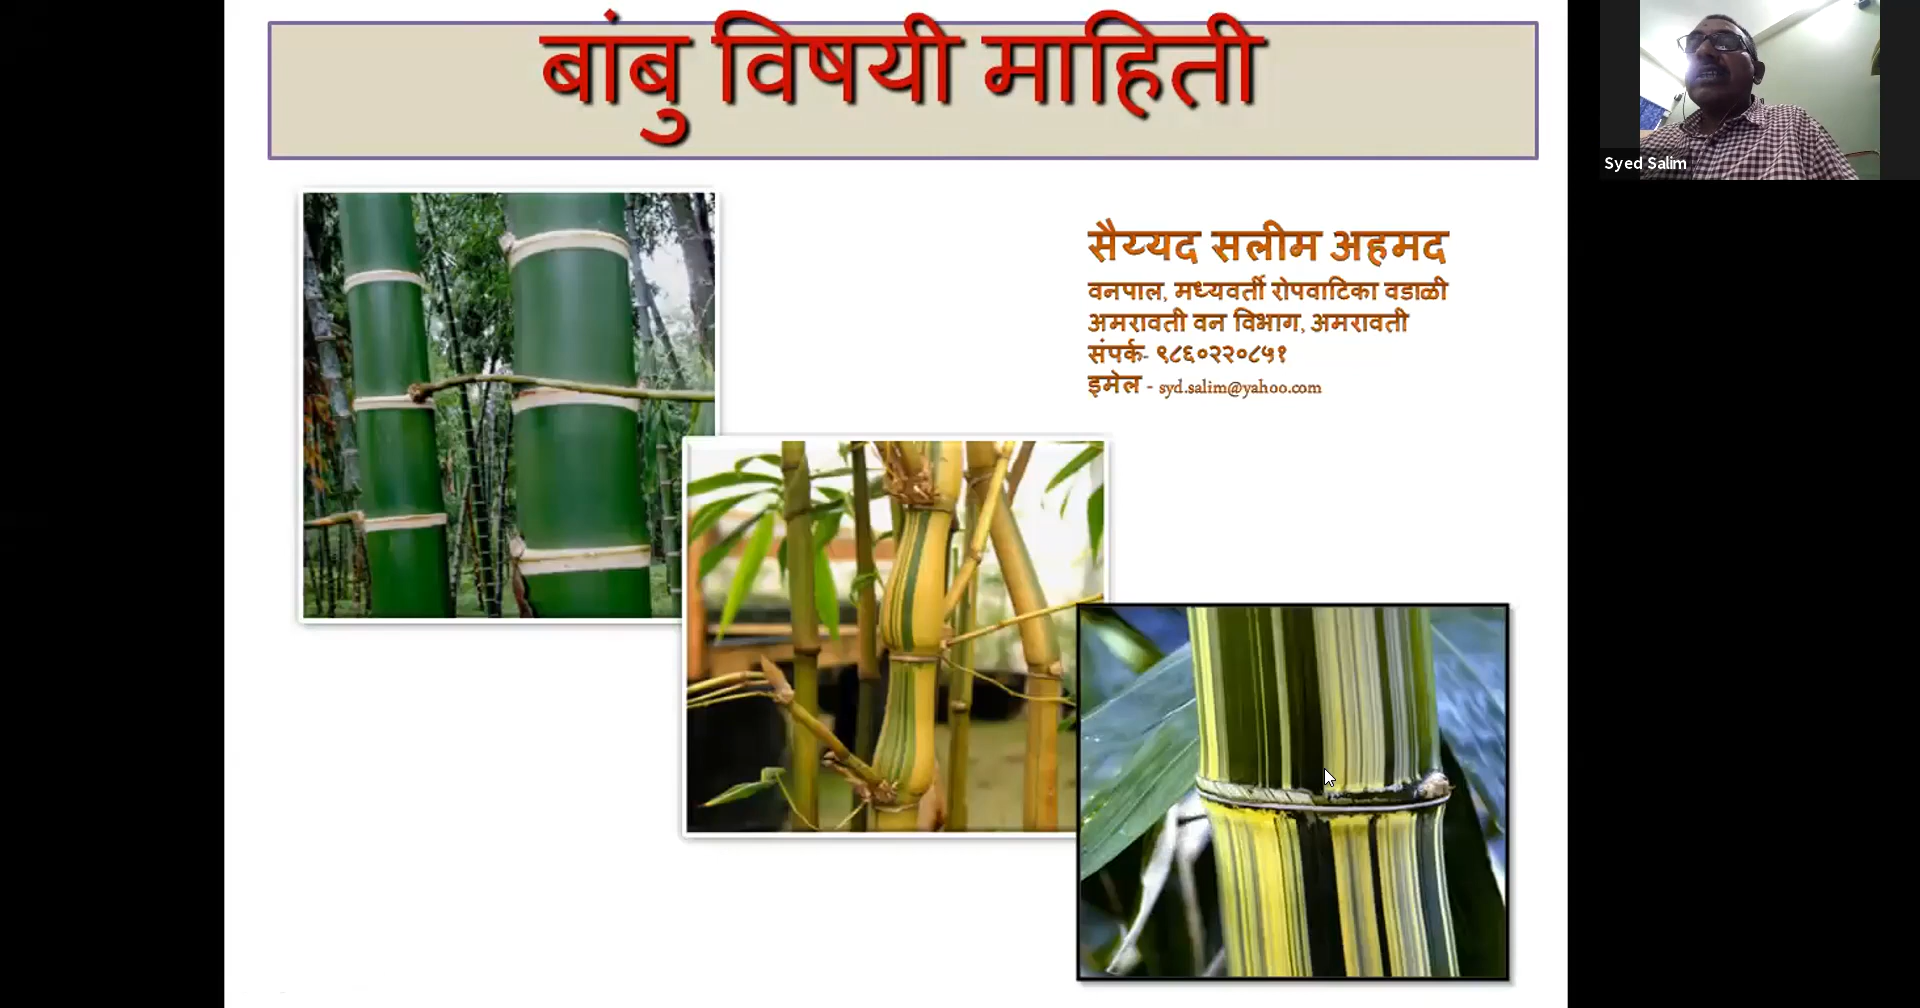 बांबु विषयी माहिती
Syed Salim
सैय्यद सलीम अहमद
वनपाल, मध्यवर्ती रोपवाटिका वडाळी
अमरावती वन विभाग, अमरावती
संपर्क- ९८६०२२०८५१
इमेल - syd.salim@yahoo.com